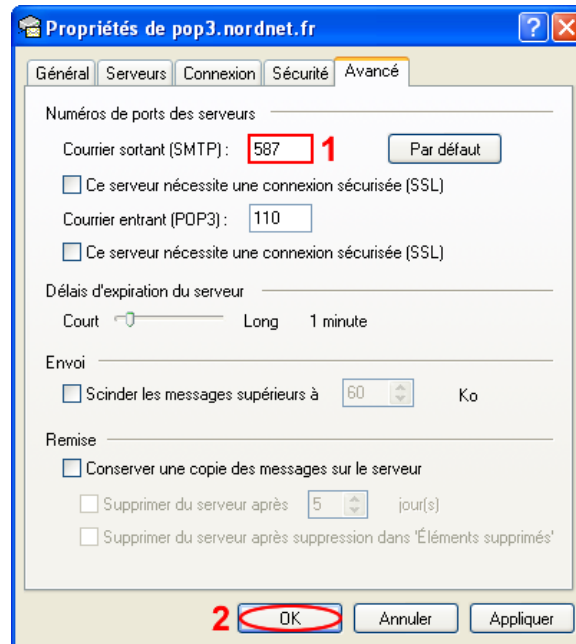 Propriétés de pop3.nordnet.fr
Général Serveurs Connexion Sécurité Avancé
Numéros de ports des serveurs
Courrier sortant (SMTP) : 587 1 Par défaut
Ce serveur nécessite une connexion sécurisée (SSL)
Courrier entrant (POP3) : 110
Ce serveur nécessite une connexion sécurisée (SSL)
Délais d'expiration du serveur
Court Long 1 minute
Envoi
Scinder les messages supérieurs à 60 Ko
Remise
Conserver une copie des messages sur le serveur
Supprimer du serveur après 5 jour(s)
Supprimer du serveur après suppression dans 'Éléments supprimés'
2 OK Annuler Appliquer